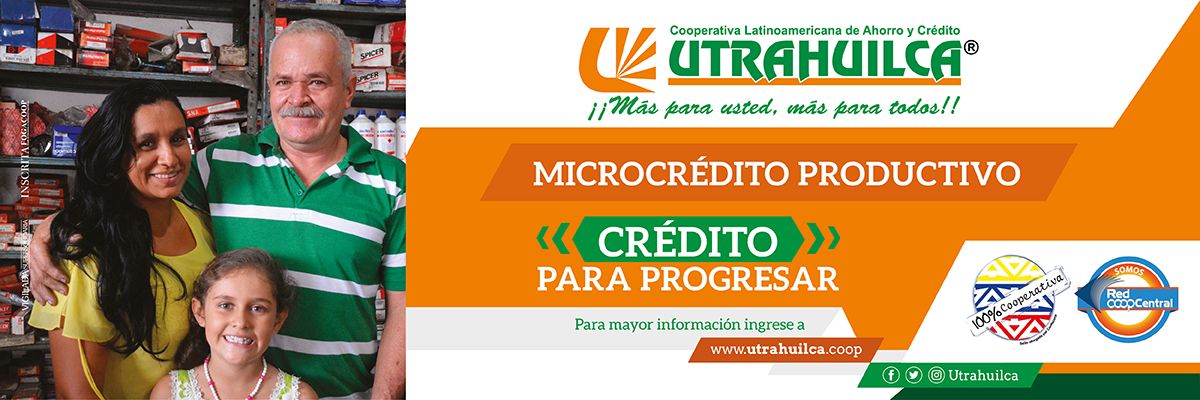 Cooperativa Latinoamericana de Ahorro y Crédito
UTRAHUILCA®
¡¡Más para usted, más para todos!!
MICROCRÉDITO PRODUCTIVO
CRÉDITO
PARA PROGRESAR
Para mayor información ingrese a
www.utrahuilca.coop
Utrahuilca
100% Cooperativa
SOMOS
Red
COOPCentral
INSCRITA FOGACOOP
SPICER
SPICER